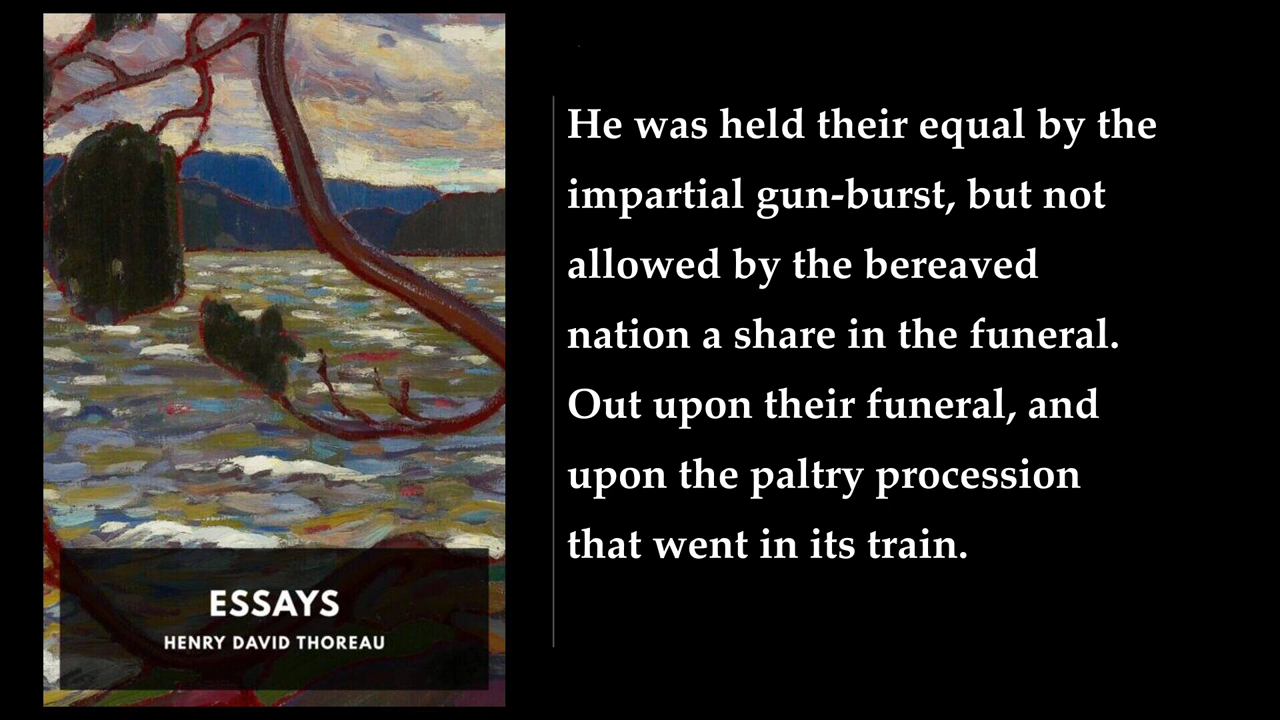 ESSAYS
HENRY DAVID THOREAU
He was held their equal by the
impartial gun-burst, but not
allowed by the bereaved
nation a share in the funeral.
Out upon their funeral, and
upon the paltry procession
that went in its train.